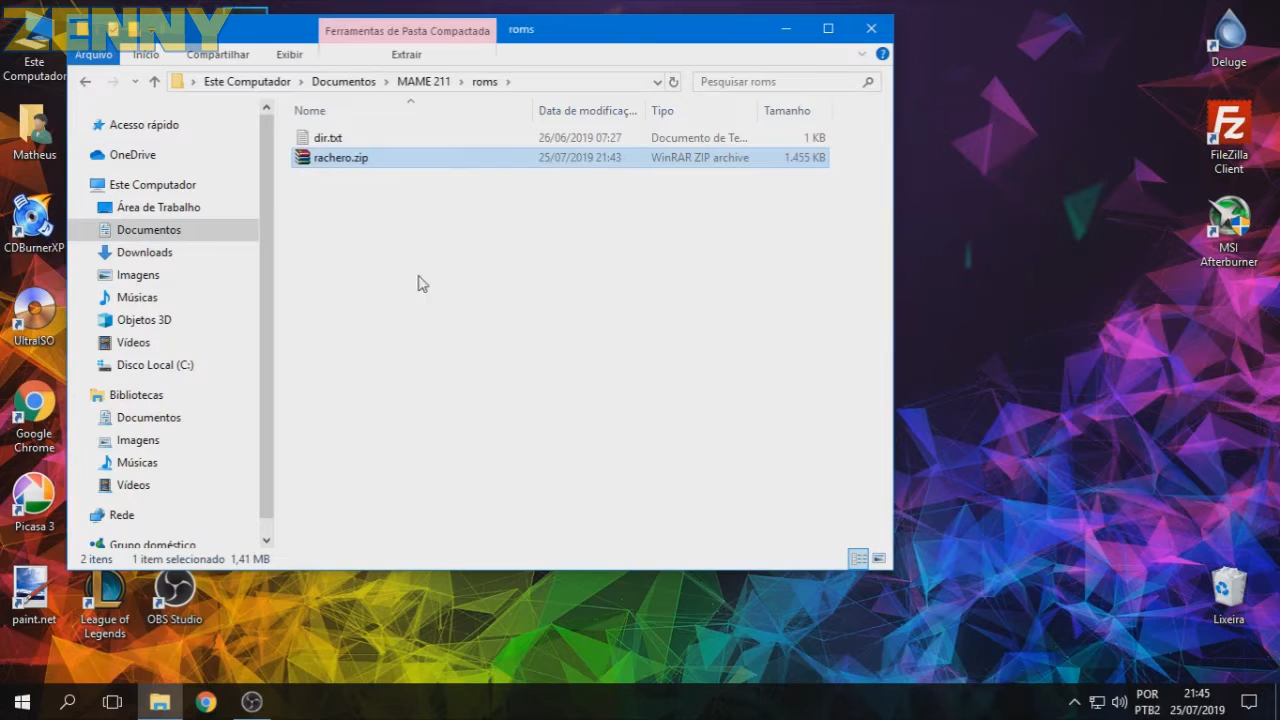 ZENNY
Ferramentas de Pasta Compactada
roms
Arquivo
Início
Compartilhar
Exibir
Extrair
Este Computador
Documentos
MAME 211
roms
Pesquisar roms
Nome
Data de modificaç...
Tipo
Tamanho
dir.txt
26/06/2019 07:27
Documento de Te...
1 KB
rachero.zip
25/07/2019 21:43
WinRAR ZIP archive
1.455 KB
Acesso rápido
OneDrive
Este Computador
Área de Trabalho
Documentos
Downloads
Imagens
Músicas
Objetos 3D
Vídeos
Disco Local (C:)
Bibliotecas
Documentos
Imagens
Músicas
Vídeos
Rede
Grupo doméstico
2 itens
1 item selecionado 1,41 MB
Este
Computador
Matheus
CDBurnerXP
UltraISO
Google
Chrome
Picasa 3
paint.net
League of
Legends
OBS Studio
Deluge
FileZilla
Client
MSI
Afterburner
Lixeira
POR
PTB2
21:45
25/07/2019